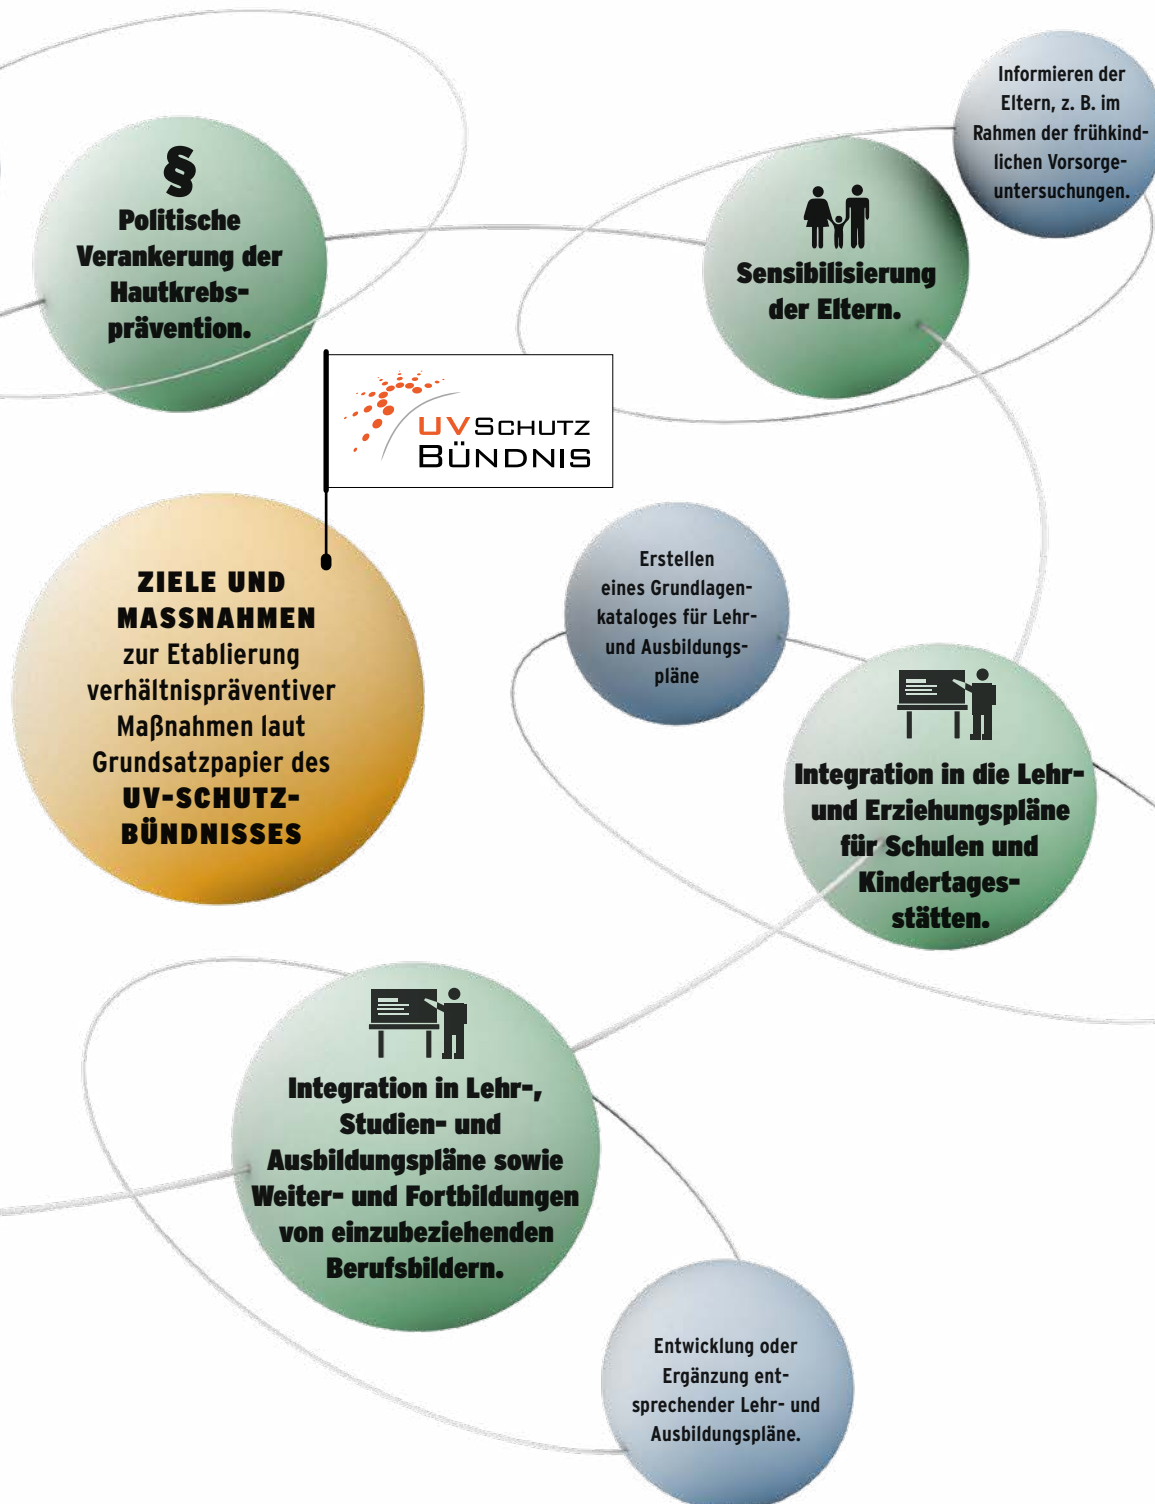 Informieren der
Eltern, z. B. im
Rahmen der frühkind-
lichen Vorsorge-
untersuchungen.
§
Politische
Verankerung der
Hautkrebs-
prävention.
Sensibilisierung
der Eltern.
UVSCHUTZ
BÜNDNIS
ZIELE UND
MASSNAHMEN
zur Etablierung
verhältnispräventiver
Maßnahmen laut
Grundsatzpapier des
UV-SCHUTZ-
BÜNDNISSES
Erstellen
eines Grundlagen-
kataloges für Lehr-
und Ausbildungs-
pläne
Integration in die Lehr-
und Erziehungspläne
für Schulen und
Kindertages-
stätten.
Integration in Lehr-,
Studien- und
Ausbildungspläne sowie
Weiter- und Fortbildungen
von einzubeziehenden
Berufsbildern.
Entwicklung oder
Ergänzung ent-
sprechender Lehr- und
Ausbildungspläne.